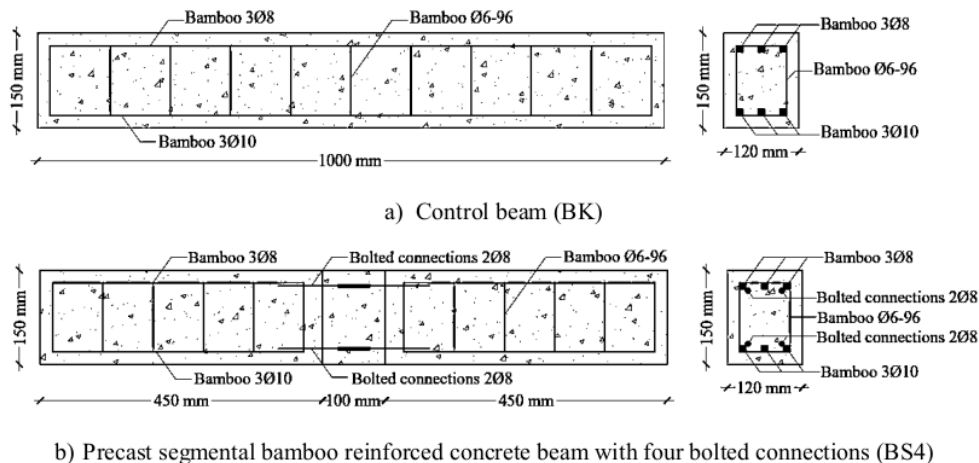 Bamboo 3Ø8
Bamboo Ø6-96
150 mm
Bamboo 3Ø10
1000 mm
Bamboo 3Ø8
Bamboo Ø6-96
150 mm
Bamboo 3Ø10
120 mm
a) Control beam (BK)
Bamboo 3Ø8
Bolted connections 2Ø8
Bamboo Ø6-96
150 mm
Bamboo 3Ø10
Bolted connections 2Ø8
450 mm
100 mm
450 mm
Bamboo 3Ø8
Bolted connections 2Ø8
Bamboo Ø6-96
Bolted connections 2Ø8
150 mm
Bamboo 3Ø10
120 mm
b) Precast segmental bamboo reinforced concrete beam with four bolted connections (BS4)